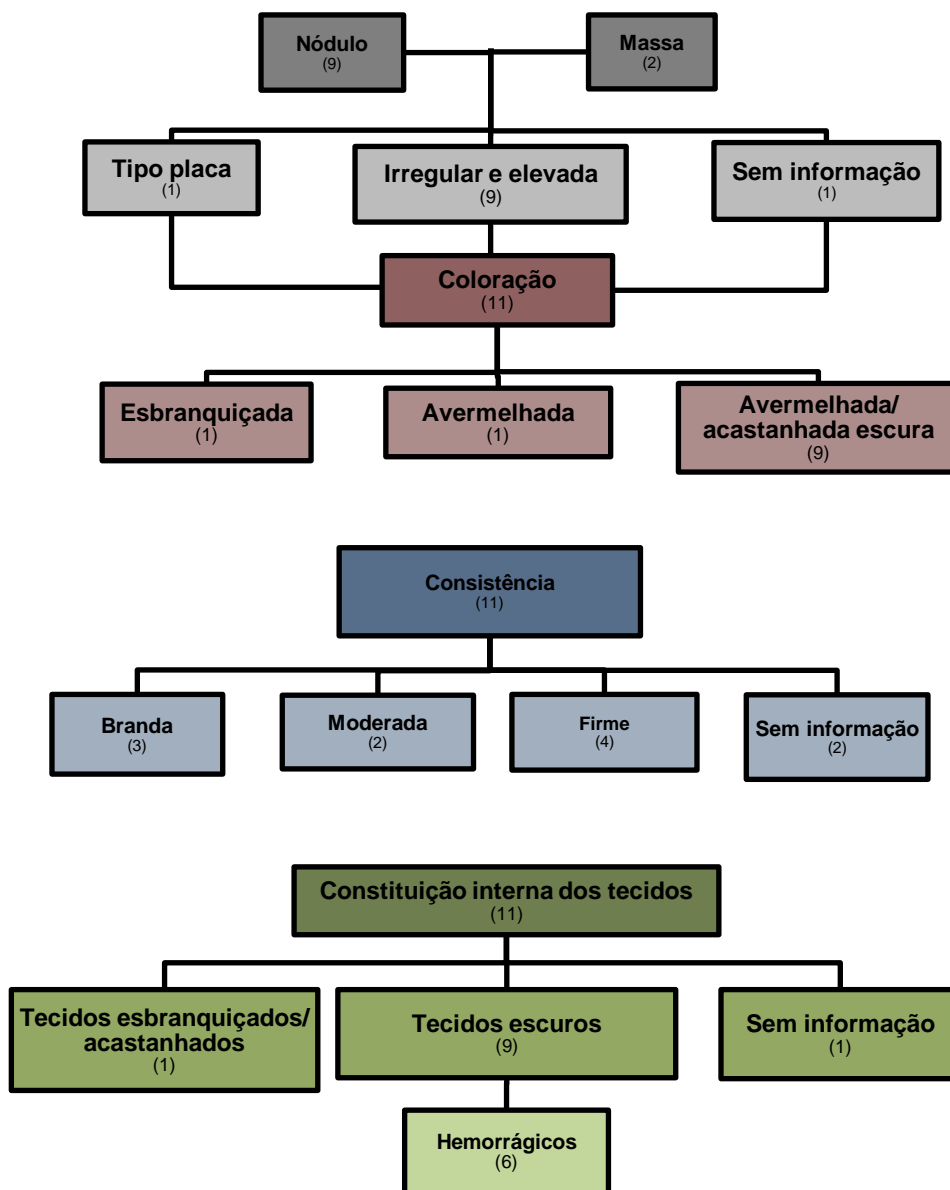 Nódulo
(9)
Massa
(2)
Tipo placa
(1)
Irregular e elevada
(9)
Sem informação
(1)
Coloração
(11)
Esbranquiçada
(1)
Avermelhada
(1)
Avermelhada/
acastanhada escura
(9)
Consistência
(11)
Branda
(3)
Moderada
(2)
Firme
(4)
Sem informação
(2)
Constituição interna dos tecidos
(11)
Tecidos esbranquiçados/
acastanhados
(1)
Tecidos escuros
(9)
Sem informação
(1)
Hemorrágicos
(6)